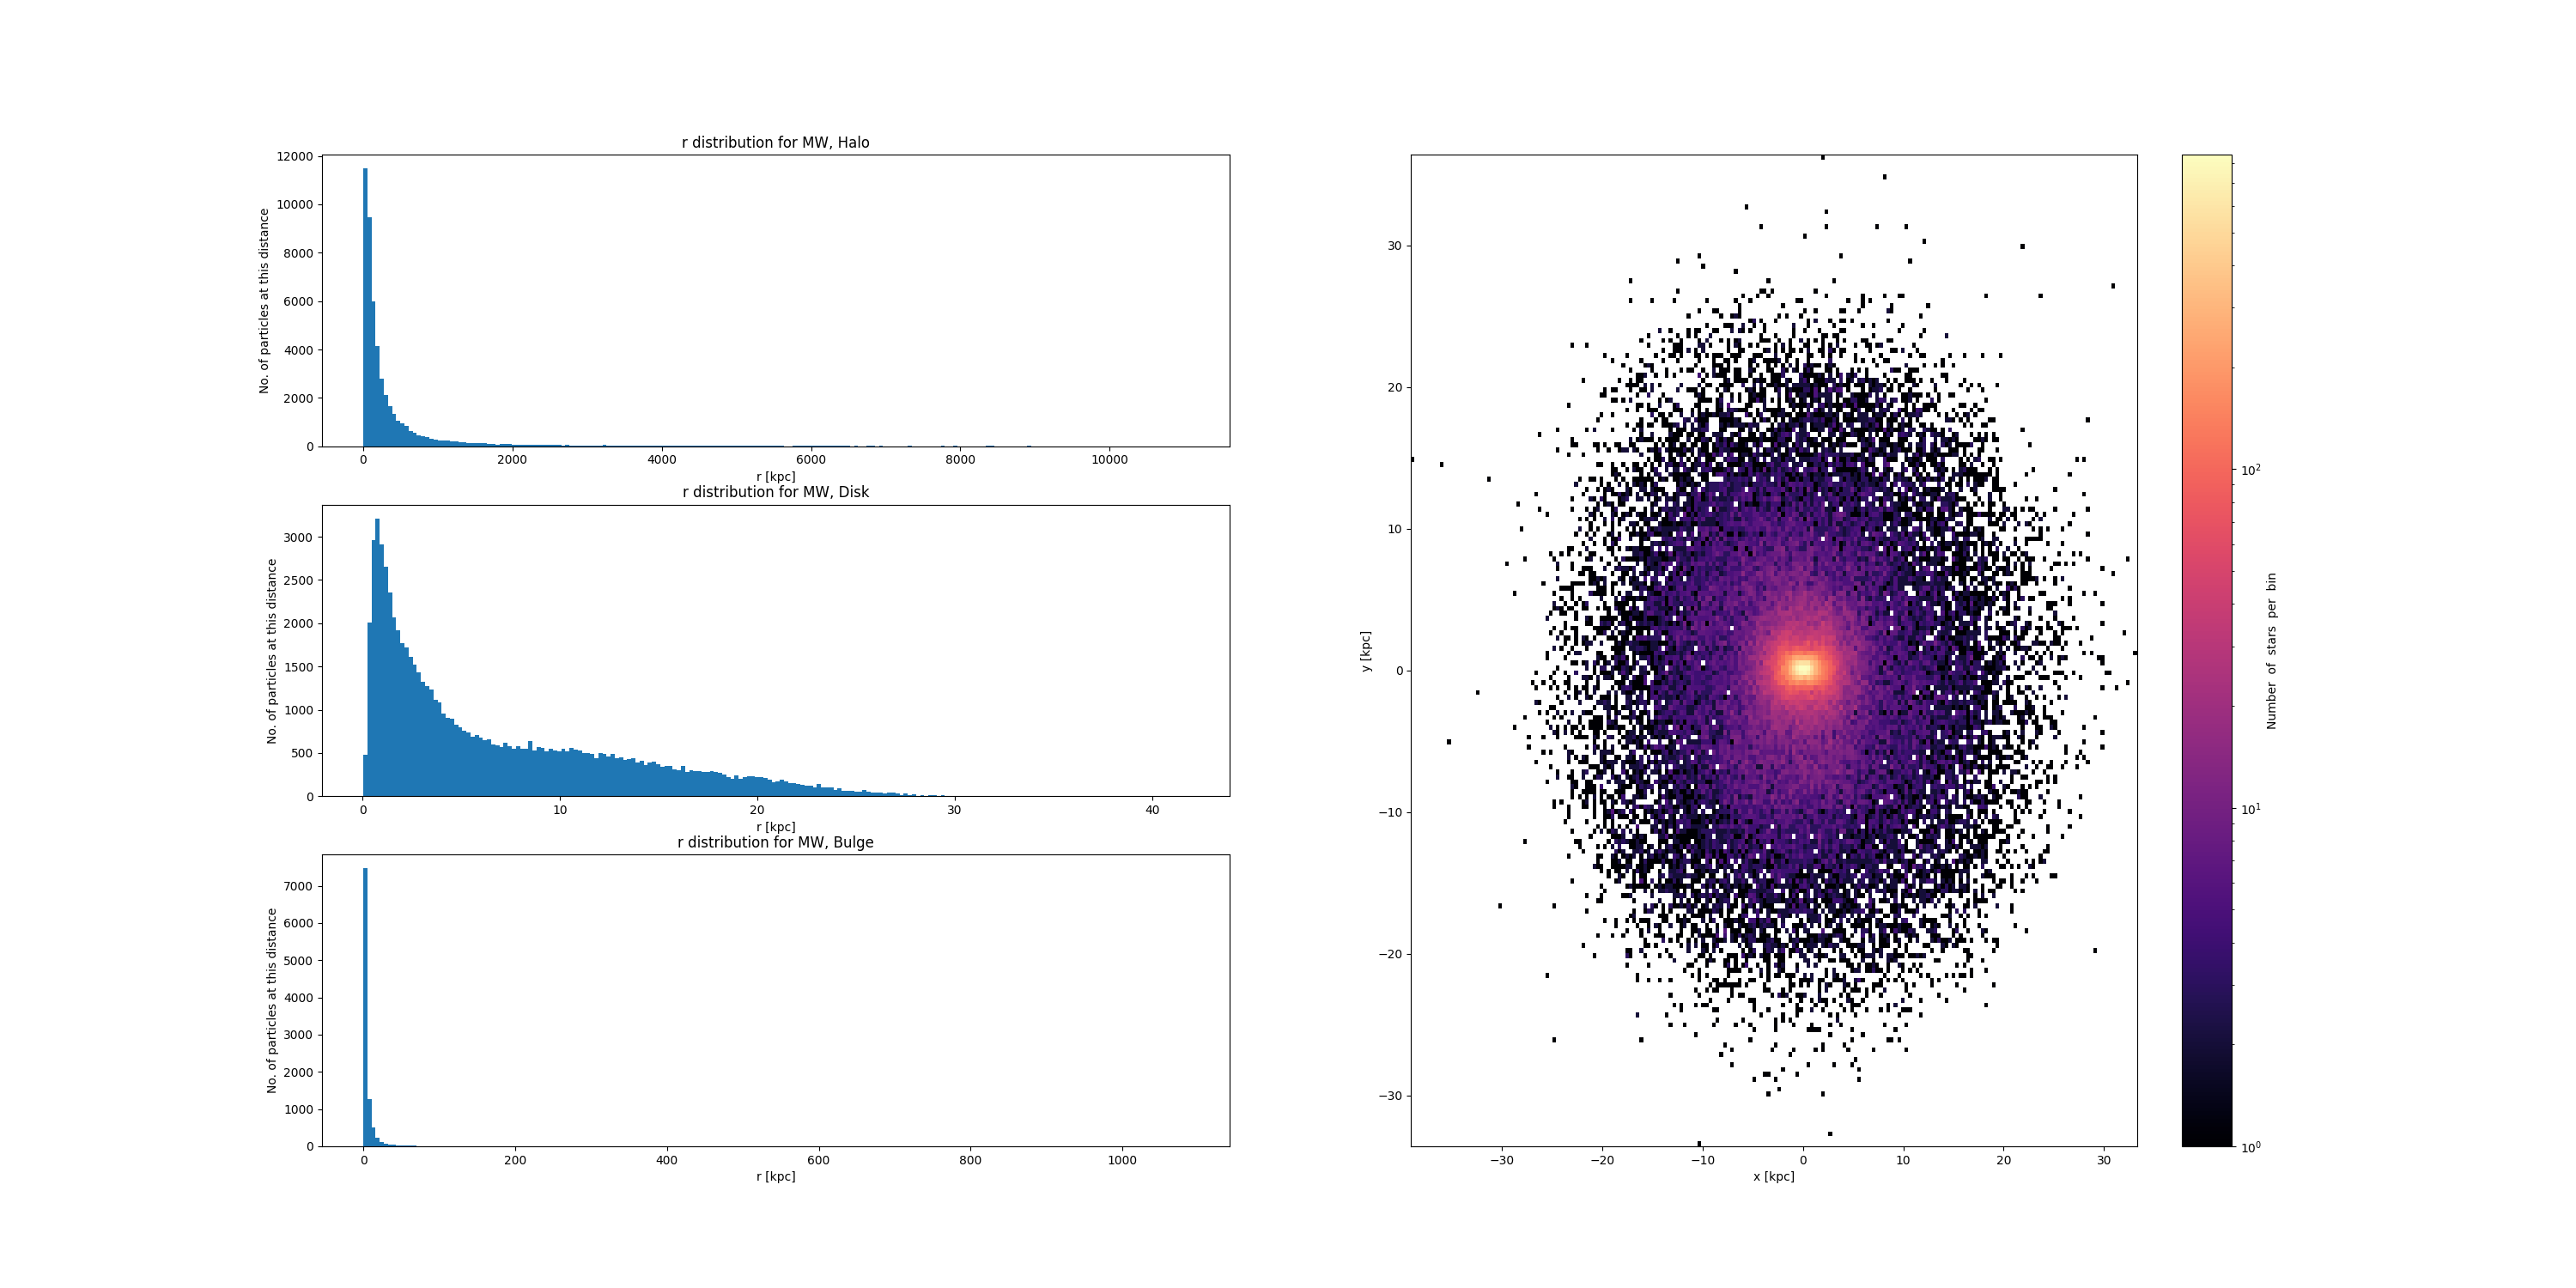 r distribution for MW, Halo
No. of particles at this distance
12000
10000
8000
6000
4000
2000
0
0 2000 4000 6000 8000 10000
r [kpc]
r distribution for MW, Disk
No. of particles at this distance
3000
2500
2000
1500
1000
500
0
0 10 20 30 40
r [kpc]
r distribution for MW, Bulge
No. of particles at this distance
7000
6000
5000
4000
3000
2000
1000
0
0 200 400 600 800 1000
r [kpc]
y [kpc]
30
20
10
0
−10
−20
−30
−30 −20 −10 0 10 20 30
x [kpc]
10²
10¹
10⁰
Number of stars per bin